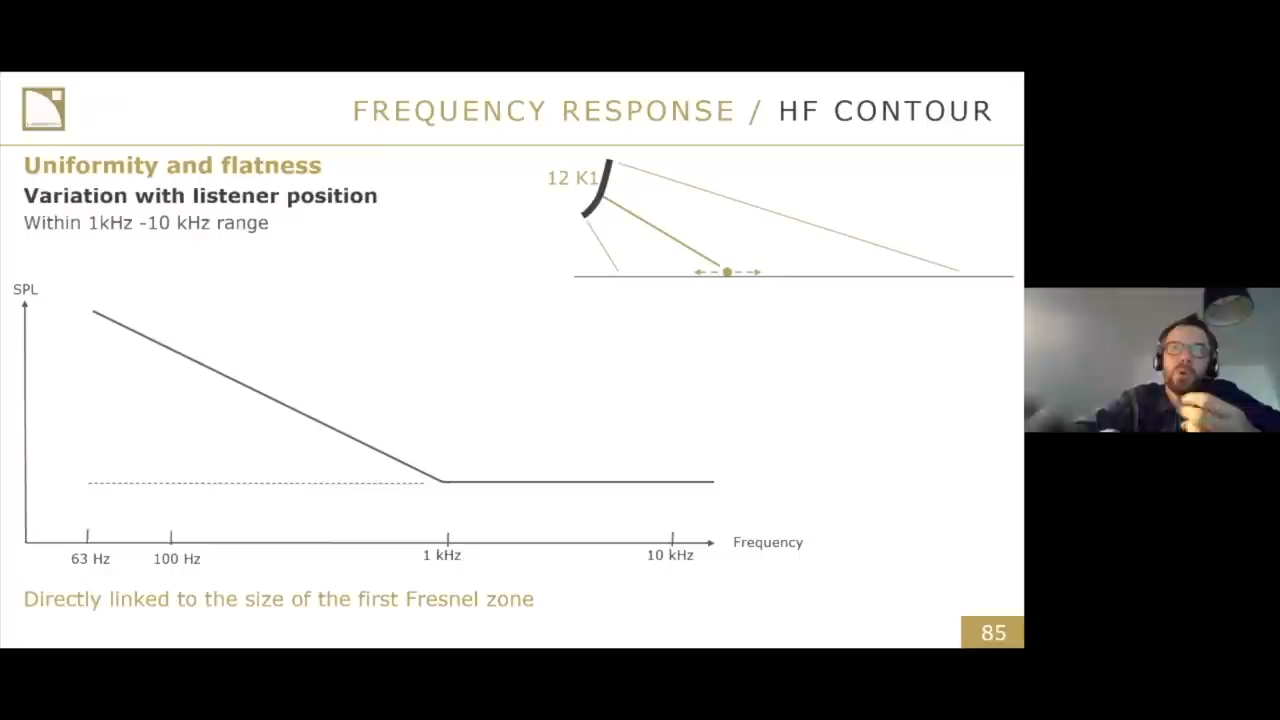 FREQUENCY RESPONSE / HF CONTOUR
Uniformity and flatness
Variation with listener position
Within 1kHz -10 kHz range
12 K1
SPL
Frequency
63 Hz
100 Hz
1 kHz
10 kHz
Directly linked to the size of the first Fresnel zone
85